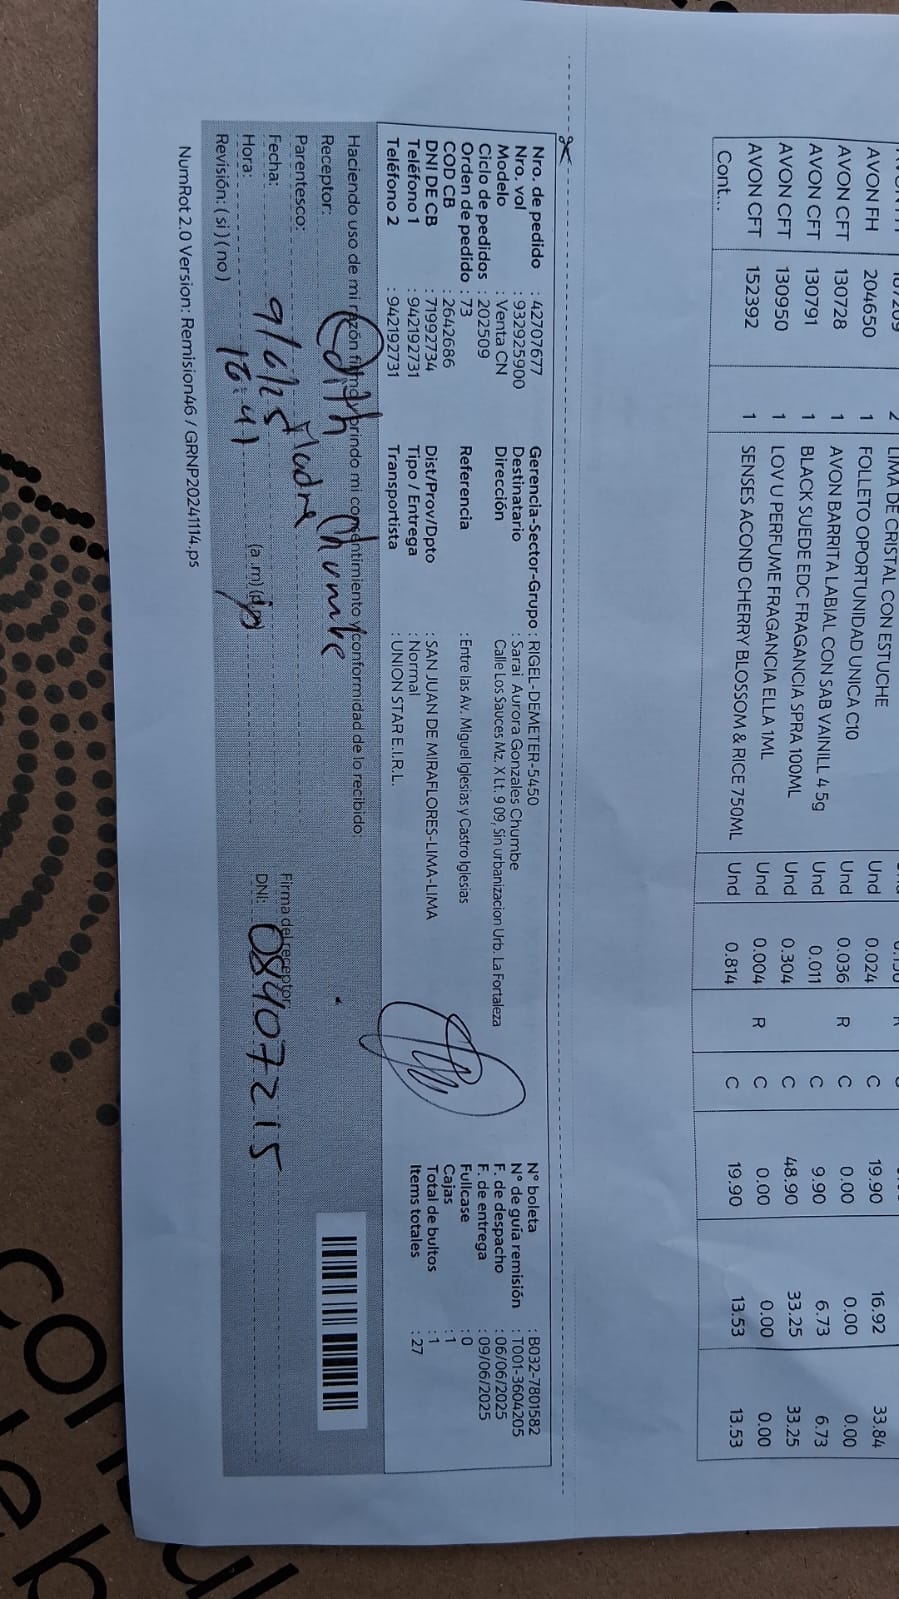 LIMA DE CRISTAL CON ESTUCHE
AVON FH 204650 1 FOLLETO OPORTUNIDAD UNICA C10 Und 0.024 C 19.90 16.92 33.84
AVON CFT 130728 1 AVON BARRITA LABIAL CON SAB VAINILL 4 5g Und 0.036 R C 0.00 0.00 0.00
AVON CFT 130791 1 BLACK SUEDE EDC FRAGANCIA SPRA 100ML Und 0.011 C 9.90 6.73 6.73
AVON CFT 130950 1 LOV U PERFUME FRAGANCIA ELLA 1ML Und 0.304 C 48.90 33.25 33.25
AVON CFT 152392 1 SENSES ACOND CHERRY BLOSSOM & RICE 750ML Und 0.004 R C 0.00 0.00 0.00
Cont... Und 0.814 C 19.90 13.53 13.53
Nro. de pedido : 42707677 Gerencia-Sector-Grupo : RIGEL-DEMETER-5450 N° boleta : B032-7801582
Nro. vol : 932925900 Destinatario : Sarai Aurora Gonzales Chumbe N° de guía remisión : T001-3604205
Modelo : Venta CN Dirección Calle Los Sauces Mz. X Lt. 9 09, Sin urbanizacion Urb. La Fortaleza F. de despacho : 06/06/2025
Ciclo de pedidos : 202509 F. de entrega : 09/06/2025
Orden de pedido : 73 Referencia : Entre las Av. Miguel Iglesias y Castro Iglesias Fullcase : 0
COD CB : 2642686 Cajas : 1
DNI DE CB : 71992734 Dist/Prov/Dpto : SAN JUAN DE MIRAFLORES-LIMA-LIMA Total de bultos : 1
Teléfono 1 : 942192731 Tipo / Entrega : Normal Items totales : 27
Teléfono 2 : 942192731 Transportista : UNION STAR E.I.R.L.
Haciendo uso de mi razón firmo brindo mi consentimiento y conformidad de lo recibido:
Receptor: Edith Chumbe
Parentesco: Madre
Fecha: 9/6/25 Firma del receptor
Hora: 16:41 (a.m) DNI: 08407215
Revisión: (si) (no)
NumRot 2.0 Version: Remision46 / GRNP20241114.ps